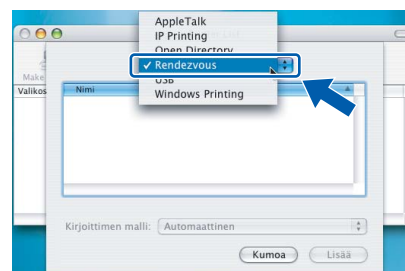 AppleTalk
IP Printing
Open Directory
Rendezvous
USB
Windows Printing
Make
Valikos
Nimi
Kirjoittimen malli: Automaattinen
Kumoa Lisää